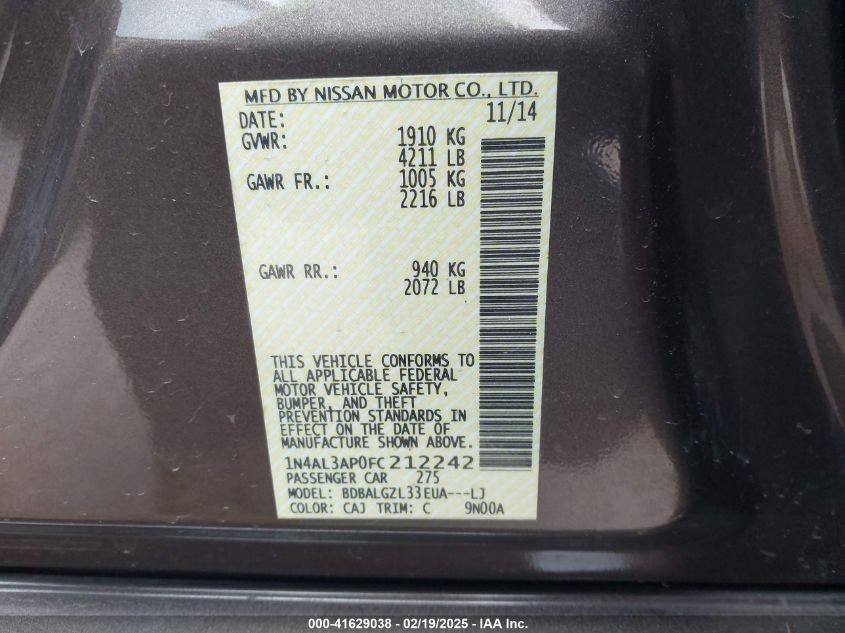 MFD BY NISSAN MOTOR CO., LTD.
DATE: 11/14
GVWR: 1910 KG
4211 LB
GAWR FR.: 1005 KG
2216 LB
GAWR RR.: 940 KG
2072 LB
THIS VEHICLE CONFORMS TO
ALL APPLICABLE FEDERAL
MOTOR VEHICLE SAFETY,
BUMPER, AND THEFT
PREVENTION STANDARDS IN
EFFECT ON THE DATE OF
MANUFACTURE SHOWN ABOVE.
1N4AL3AP0FC212242
PASSENGER CAR 275
MODEL: BDBALGZL33EUA---LJ
COLOR: CAJ TRIM: C 9N00A
000-41629038 - 02/19/2025 - IAA Inc.